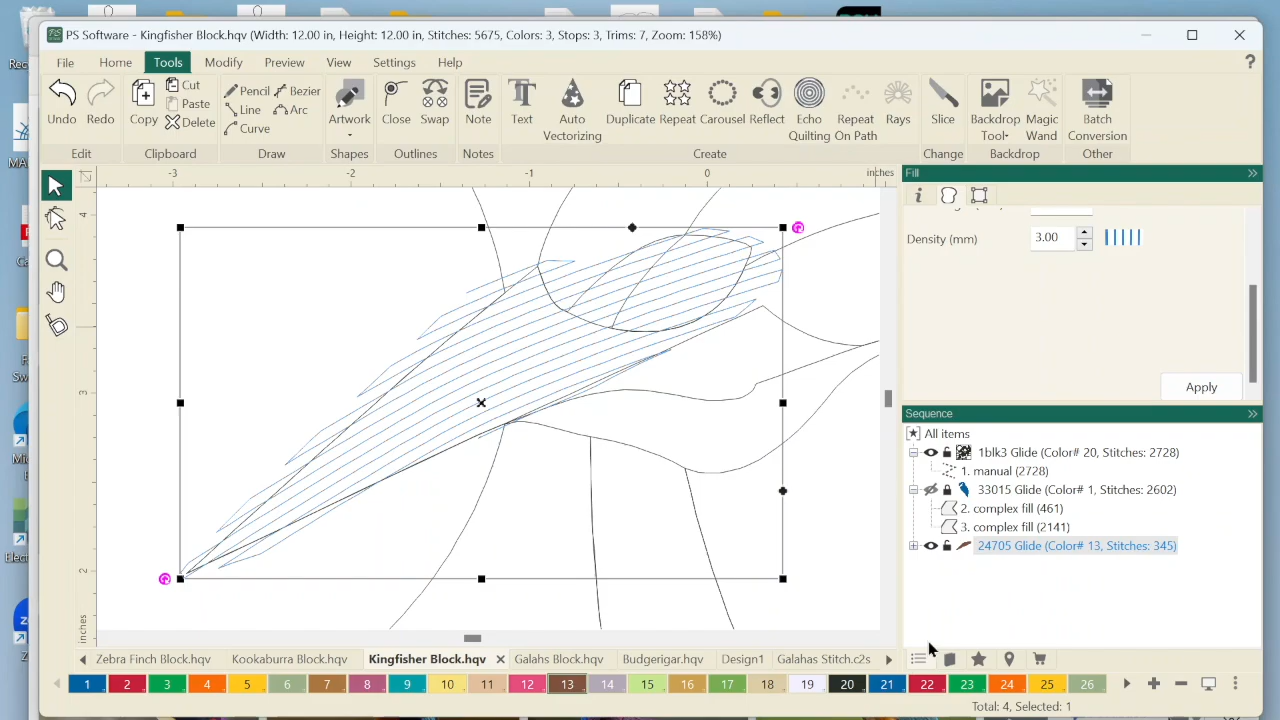 PS Software - Kingfisher Block.hqv (Width: 12.00 in, Height: 12.00 in, Stitches: 5675, Colors: 3, Stops: 3, Trims: 7, Zoom: 158%)
File Home Tools Modify Preview View Settings Help
?
Undo Redo
Edit
Copy Cut Paste Delete
Clipboard
Pencil Bezier
Line Arc
Curve
Draw
Artwork
Shapes
Close Swap
Outlines
Note
Notes
Text Auto Vectorizing Duplicate Repeat Carousel Reflect Echo Quilting Repeat On Path Rays
Create
Slice
Change
Backdrop Tool Magic Wand
Backdrop
Batch Conversion
Other
-3 -2 -1 0 inches
4
3
2
inches
Fill
Density (mm) 3.00
Apply
Sequence
All items
1blk3 Glide (Color# 20, Stitches: 2728)
1. manual (2728)
33015 Glide (Color# 1, Stitches: 2602)
2. complex fill (461)
3. complex fill (2141)
24705 Glide (Color# 13, Stitches: 345)
Zebra Finch Block.hqv Kookaburra Block.hqv Kingfisher Block.hqv Galahs Block.hqv Budgerigar.hqv Design1 Galahas Stitch.c2s
1 2 3 4 5 6 7 8 9 10 11 12 13 14 15 16 17 18 19 20 21 22 23 24 25 26
Total: 4, Selected: 1